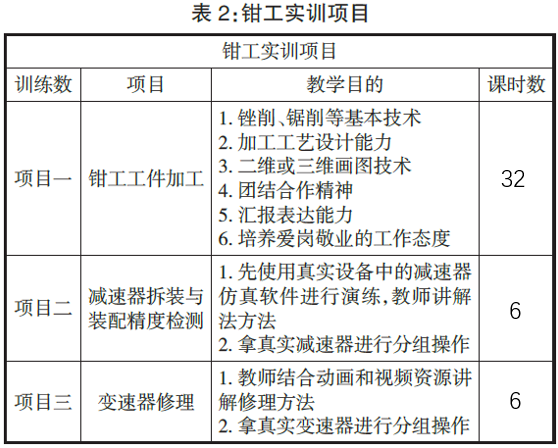 表 2:钳工实训项目
钳工实训项目
训练数 项目 教学目的 课时数
项目一 钳工工件加工 32
1. 锉削、锯削等基本技术
2. 加工工艺设计能力
3. 二维或三维画图技术
4. 团结合作精神
5. 汇报表达能力
6. 培养爱岗敬业的工作态度
项目二 减速器拆装与
装配精度检测 6
1. 先使用真实设备中的减速器
仿真软件进行演练,教师讲解
法方法
2. 拿真实减速器进行分组操作
项目三 变速器修理 6
1. 教师结合动画和视频资源讲
解修理方法
2. 拿真实变速器进行分组操作